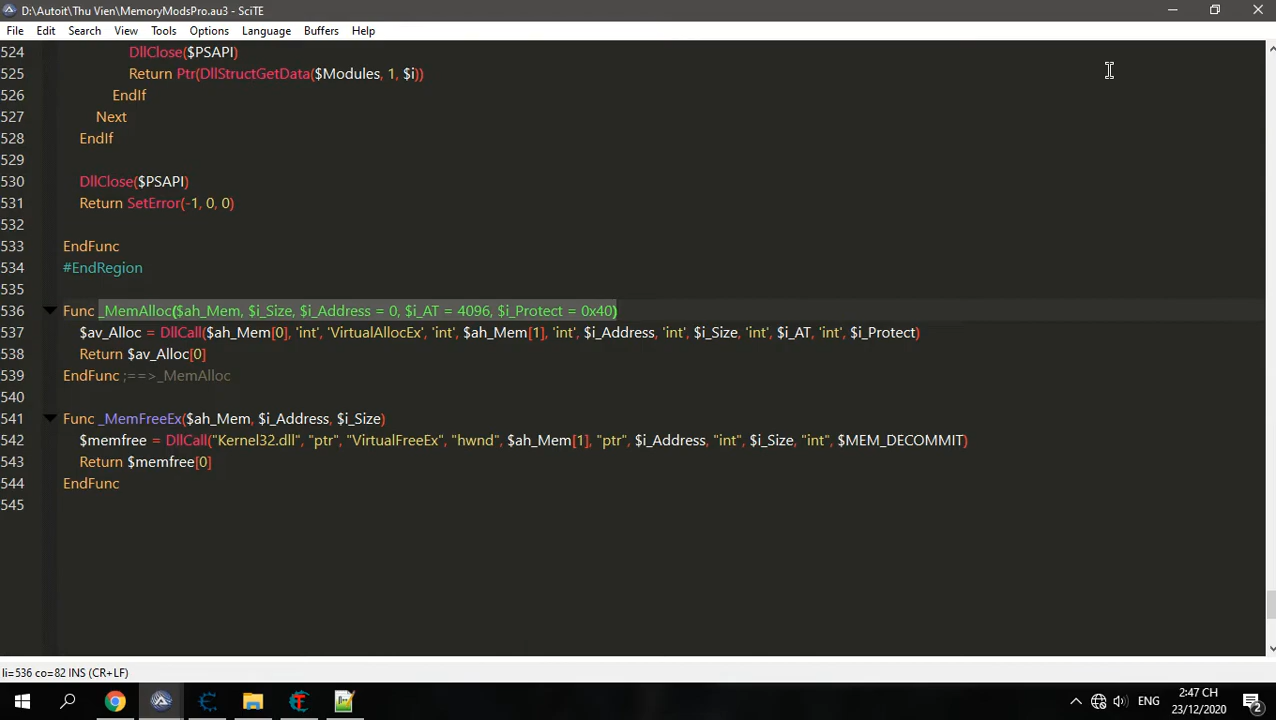 D:\Autoit\Thu Vien\MemoryModsPro.au3 - SciTE
File Edit Search View Tools Options Language Buffers Help
524 DllClose($PSAPI)
525 Return Ptr(DllStructGetData($Modules, 1, $i))
526 EndIf
527 Next
528 EndIf
529
530 DllClose($PSAPI)
531 Return SetError(-1, 0, 0)
532
533 EndFunc
534 #EndRegion
535
536 Func _MemAlloc($ah_Mem, $i_Size, $i_Address = 0, $i_AT = 4096, $i_Protect = 0x40)
537 $av_Alloc = DllCall($ah_Mem[0], 'int', 'VirtualAllocEx', 'int', $ah_Mem[1], 'int', $i_Address, 'int', $i_Size, 'int', $i_AT, 'int', $i_Protect)
538 Return $av_Alloc[0]
539 EndFunc ;==>_MemAlloc
540
541 Func _MemFreeEx($ah_Mem, $i_Address, $i_Size)
542 $memfree = DllCall("Kernel32.dll", "ptr", "VirtualFreeEx", "hwnd", $ah_Mem[1], "ptr", $i_Address, "int", $i_Size, "int", $MEM_DECOMMIT)
543 Return $memfree[0]
544 EndFunc
545
li=536 co=82 INS (CR+LF)
ENG
2:47 CH
23/12/2020
2